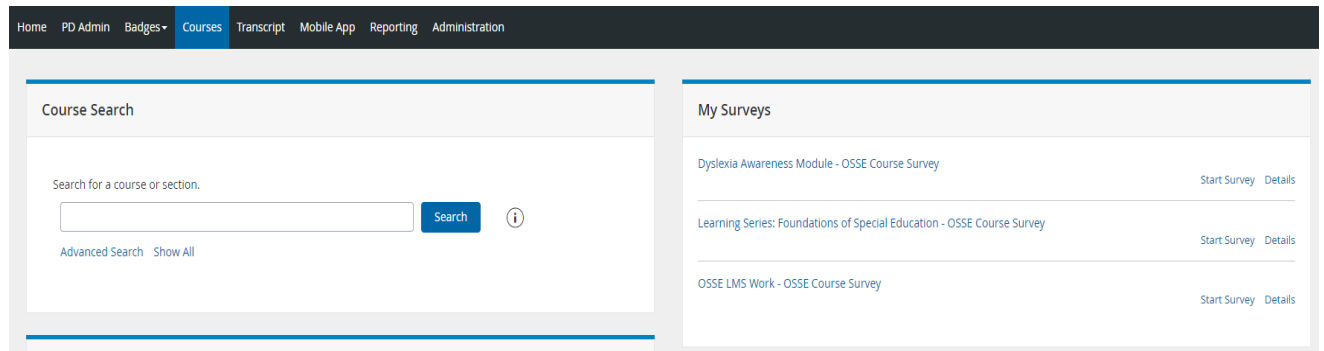 Home PD Admin Badges Courses Transcript Mobile App Reporting Administration
Course Search
Search for a course or section.
Search
i
Advanced Search Show All
My Surveys
Dyslexia Awareness Module - OSSE Course Survey
Start Survey Details
Learning Series: Foundations of Special Education - OSSE Course Survey
Start Survey Details
OSSE LMS Work - OSSE Course Survey
Start Survey Details